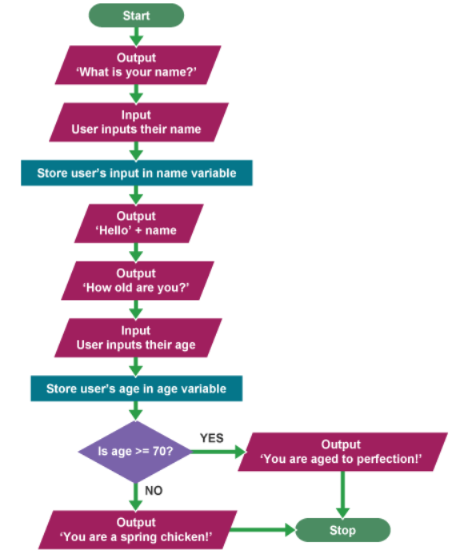 Start
Output
‘What is your name?’
Input
User inputs their name
Store user’s input in name variable
Output
‘Hello’ + name
Output
‘How old are you?’
Input
User inputs their age
Store user’s age in age variable
Is age >= 70?
YES
Output
‘You are aged to perfection!’
NO
Output
‘You are a spring chicken!’
Stop